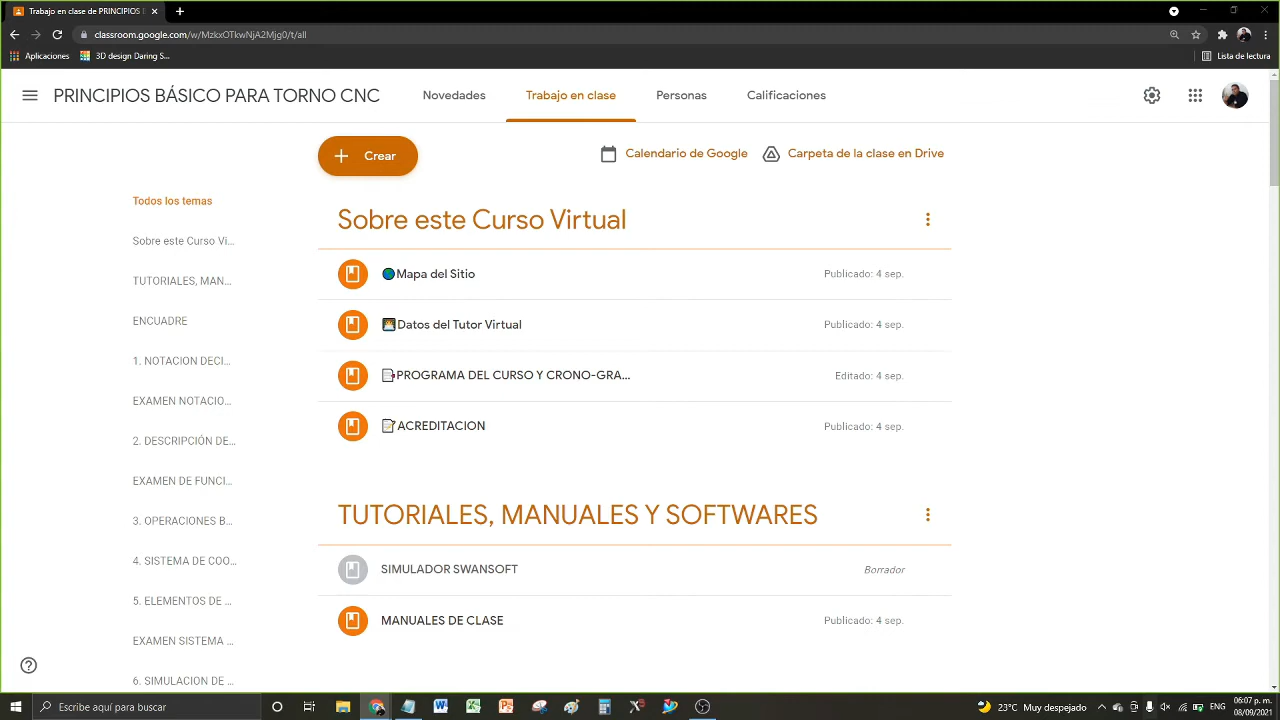 Trabajo en clase de PRINCIPIOS
classroom.google.com/w/MzkxOTkwNjA2Mjg0/t/all
Aplicaciones
3D design Daring S...
Lista de lectura
PRINCIPIOS BÁSICO PARA TORNO CNC
Novedades
Trabajo en clase
Personas
Calificaciones
Crear
Calendario de Google
Carpeta de la clase en Drive
Todos los temas
Sobre este Curso Vi...
TUTORIALES, MAN...
ENCUADRE
1. NOTACION DECI...
EXAMEN NOTACIO...
2. DESCRIPCIÓN DE...
EXAMEN DE FUNCI...
3. OPERACIONES B...
4. SISTEMA DE COO...
5. ELEMENTOS DE ...
EXAMEN SISTEMA ...
6. SIMULACION DE ...
Sobre este Curso Virtual
Mapa del Sitio
Publicado: 4 sep.
Datos del Tutor Virtual
Publicado: 4 sep.
PROGRAMA DEL CURSO Y CRONO-GRA...
Editado: 4 sep.
ACREDITACION
Publicado: 4 sep.
TUTORIALES, MANUALES Y SOFTWARES
SIMULADOR SWANSOFT
Borrador
MANUALES DE CLASE
Publicado: 4 sep.
Escribe aquí para buscar
23°C Muy despejado
06:07 p. m.
09/09/2021